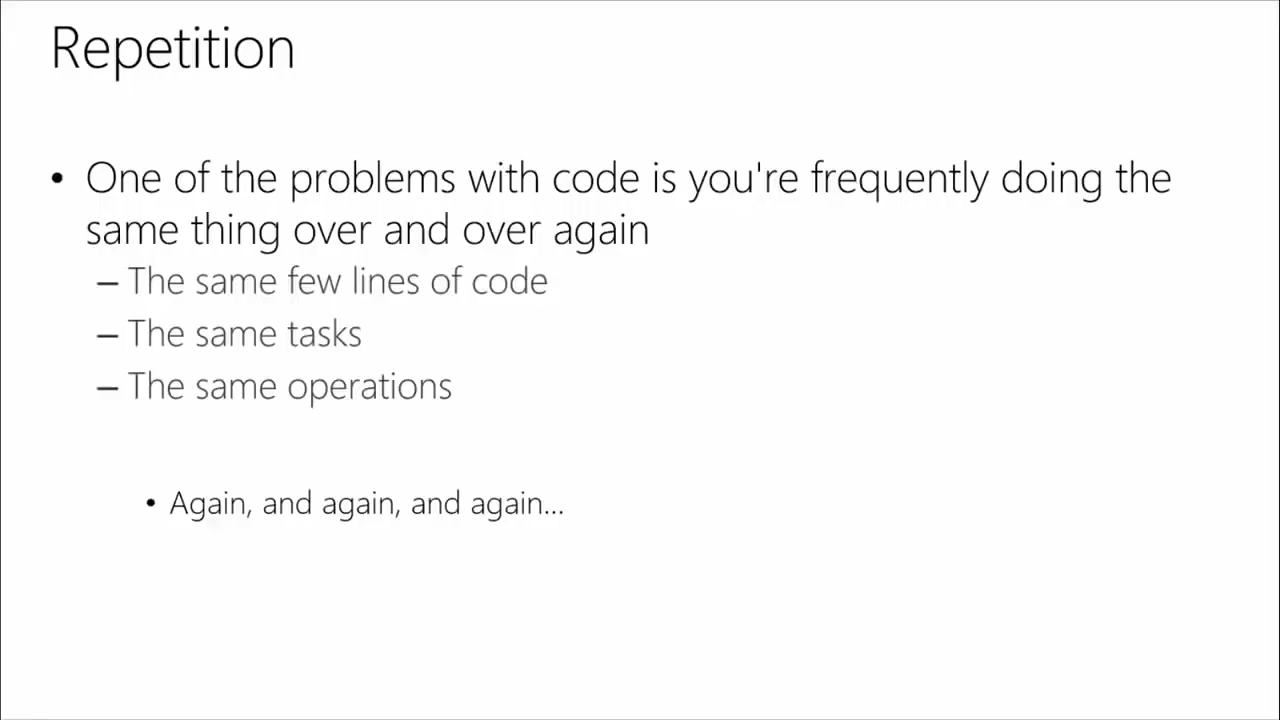 Repetition
• One of the problems with code is you're frequently doing the
same thing over and over again
– The same few lines of code
– The same tasks
– The same operations
• Again, and again, and again...